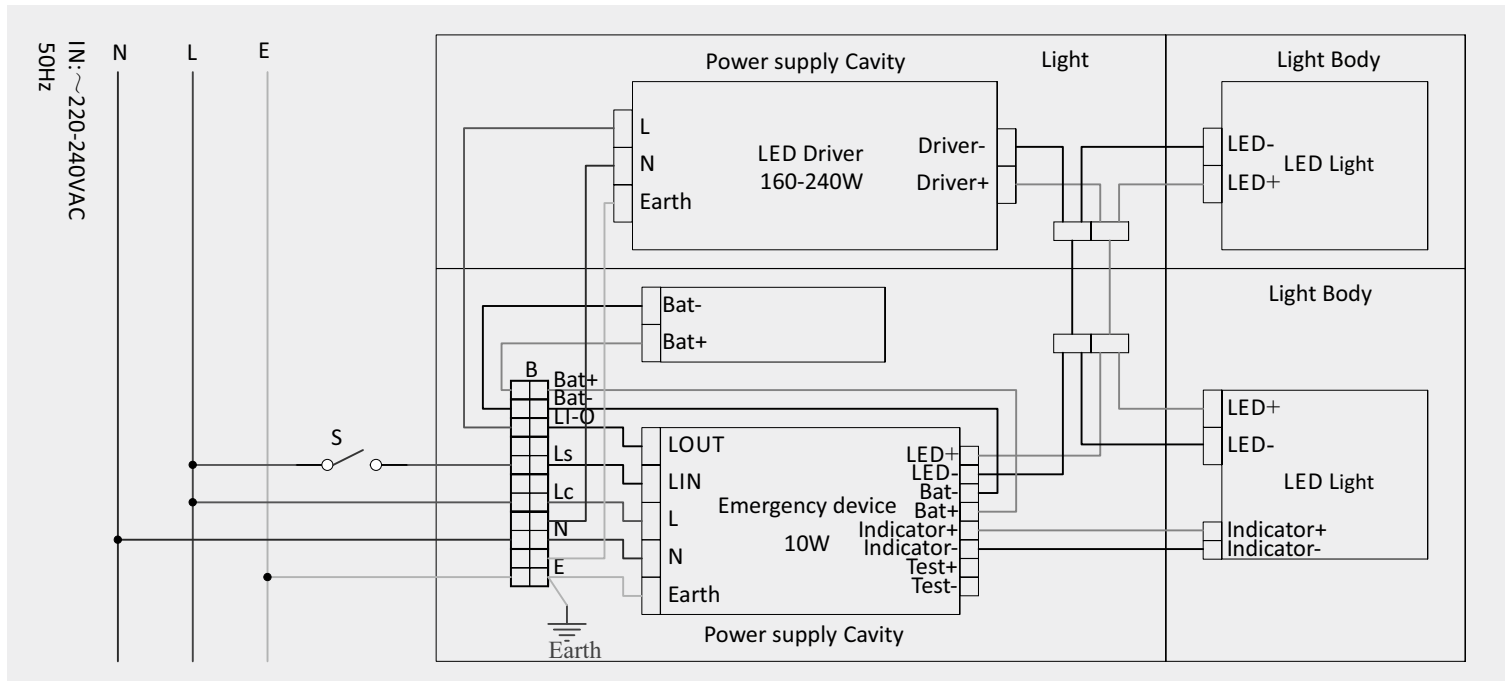 IN:~220-240VAC
50Hz
N
L
E
Power supply Cavity
Light
Light Body
L
N
Earth
LED Driver
160-240W
Driver-
Driver+
LED-
LED+
LED Light
Bat-
Bat+
Light Body
B
Bat+
Bat-
LI-O
Ls
Lc
N
E
S
LOUT
LIN
L
N
Earth
Emergency device
10W
LED+
LED-
Bat-
Bat+
Indicator+
Indicator-
Test+
Test-
LED+
LED-
LED Light
Indicator+
Indicator-
Earth
Power supply Cavity